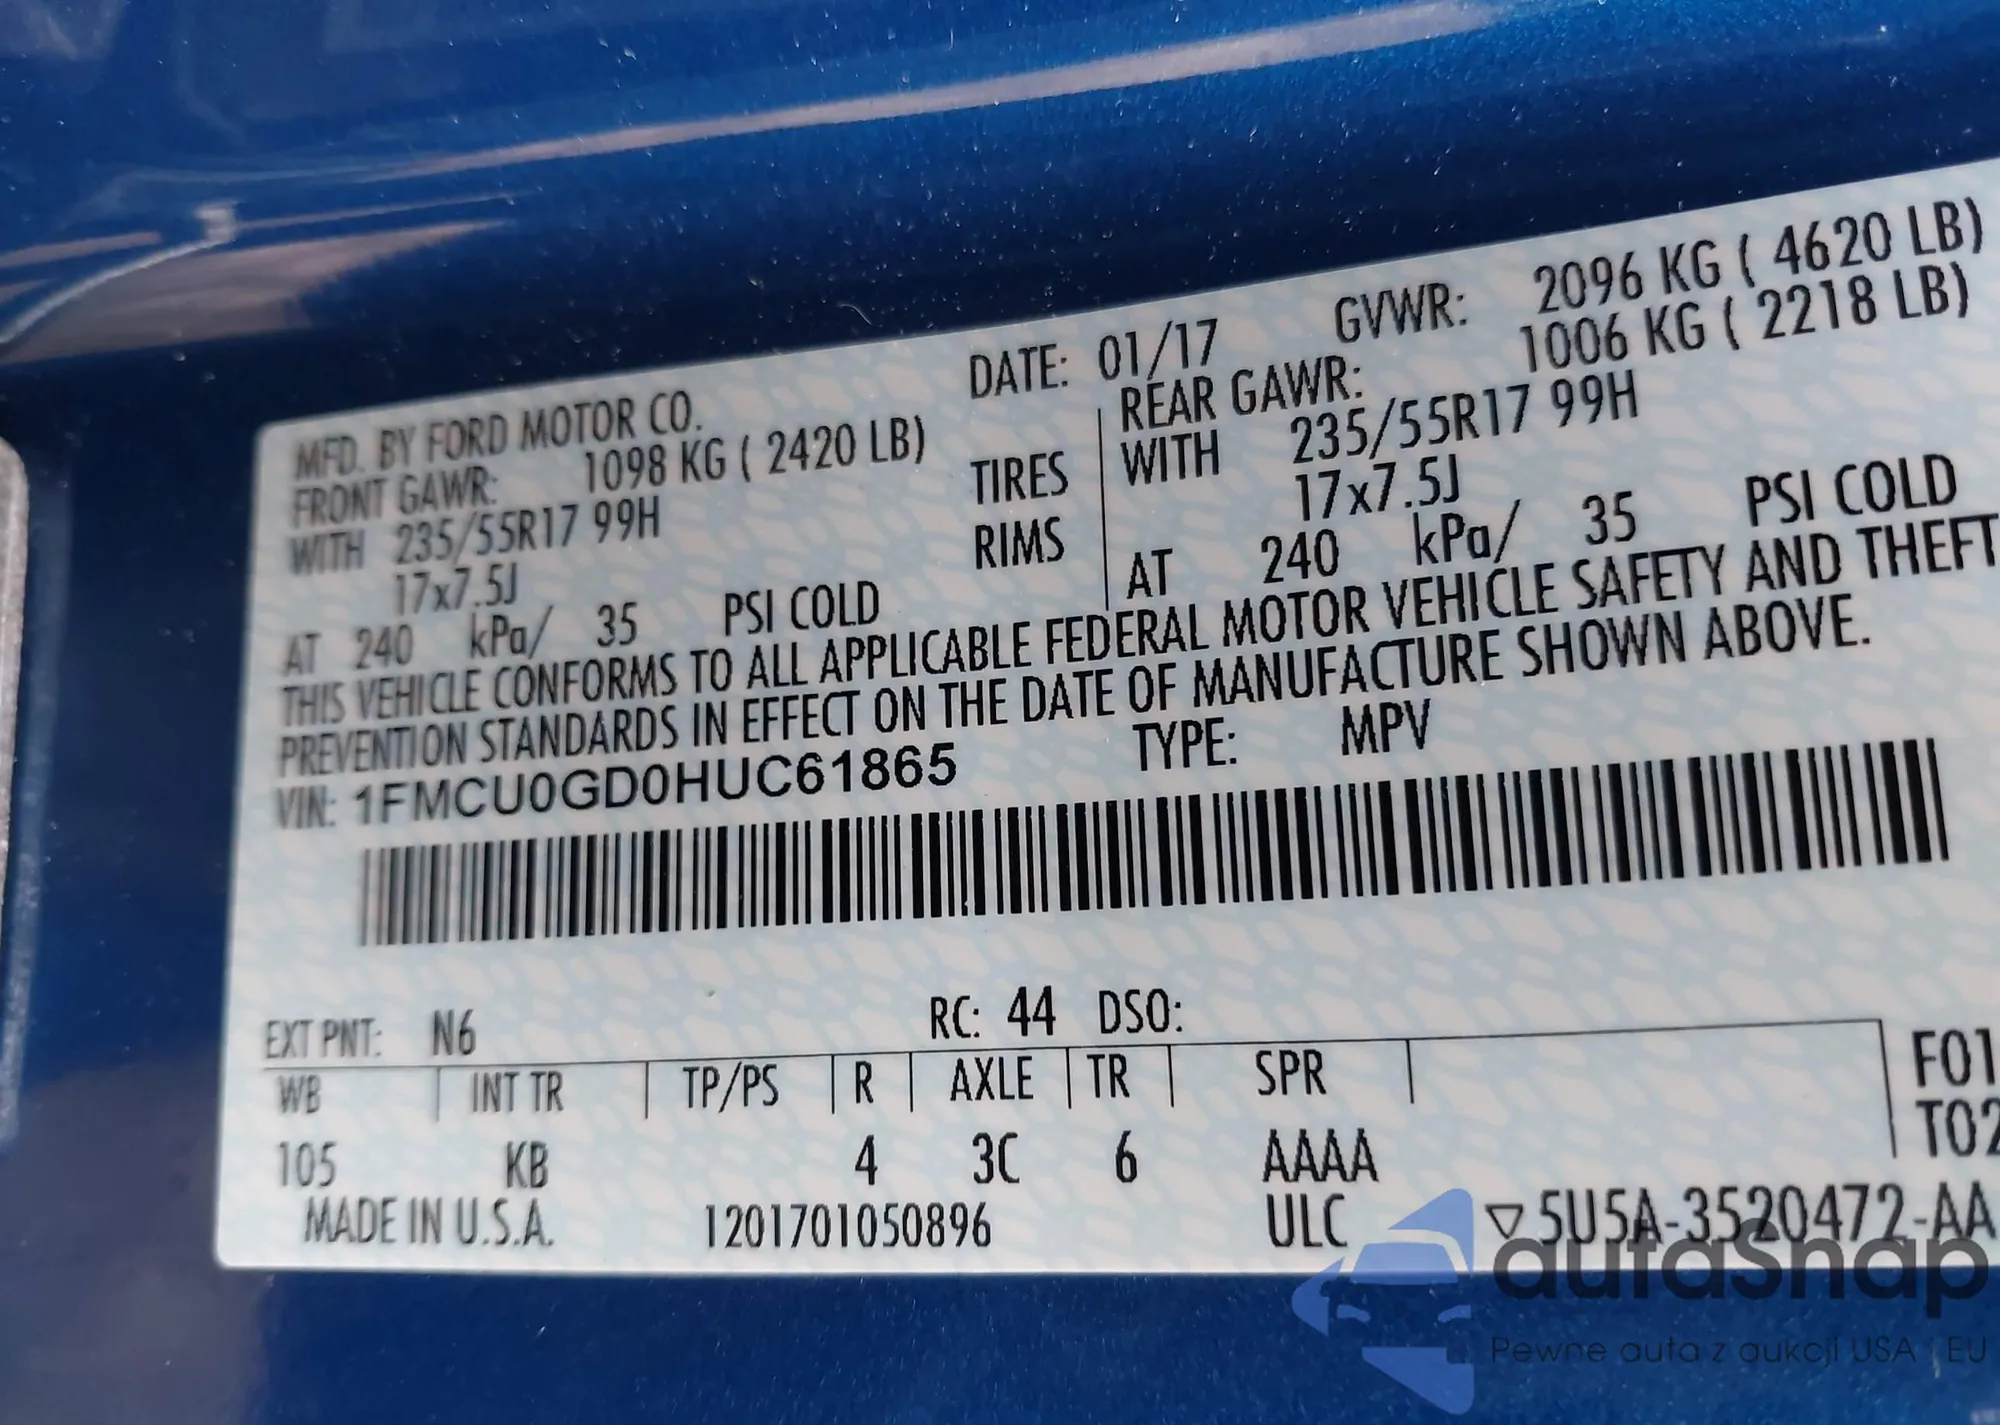 MFD. BY FORD MOTOR CO. DATE: 01/17 GVWR: 2096 KG ( 4620 LB)
FRONT GAWR: 1098 KG ( 2420 LB) REAR GAWR: 1006 KG ( 2218 LB)
WITH 235/55R17 99H TIRES WITH 235/55R17 99H
17x7.5J RIMS 17x7.5J
AT 240 kPa/ 35 PSI COLD AT 240 kPa/ 35 PSI COLD
THIS VEHICLE CONFORMS TO ALL APPLICABLE FEDERAL MOTOR VEHICLE SAFETY AND THEFT
PREVENTION STANDARDS IN EFFECT ON THE DATE OF MANUFACTURE SHOWN ABOVE.
VIN: 1FMCU0GD0HUC61865 TYPE: MPV
EXT PNT: N6 RC: 44 DSO:
WB INT TR TP/PS R AXLE TR SPR F01
T02
105 KB 4 3C 6 AAAA
MADE IN U.S.A. 1201701050896 ULC ▽5U5A-3520472-AA
autaSnap
Pewne auta z aukcji USA i EU